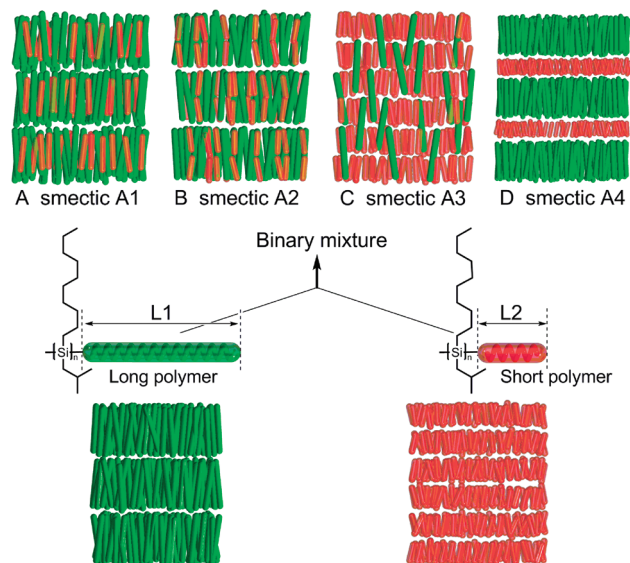 A smectic A1
B smectic A2
C smectic A3
D smectic A4
Binary mixture
L1
L2
Si
n
Si
n
Long polymer
Short polymer